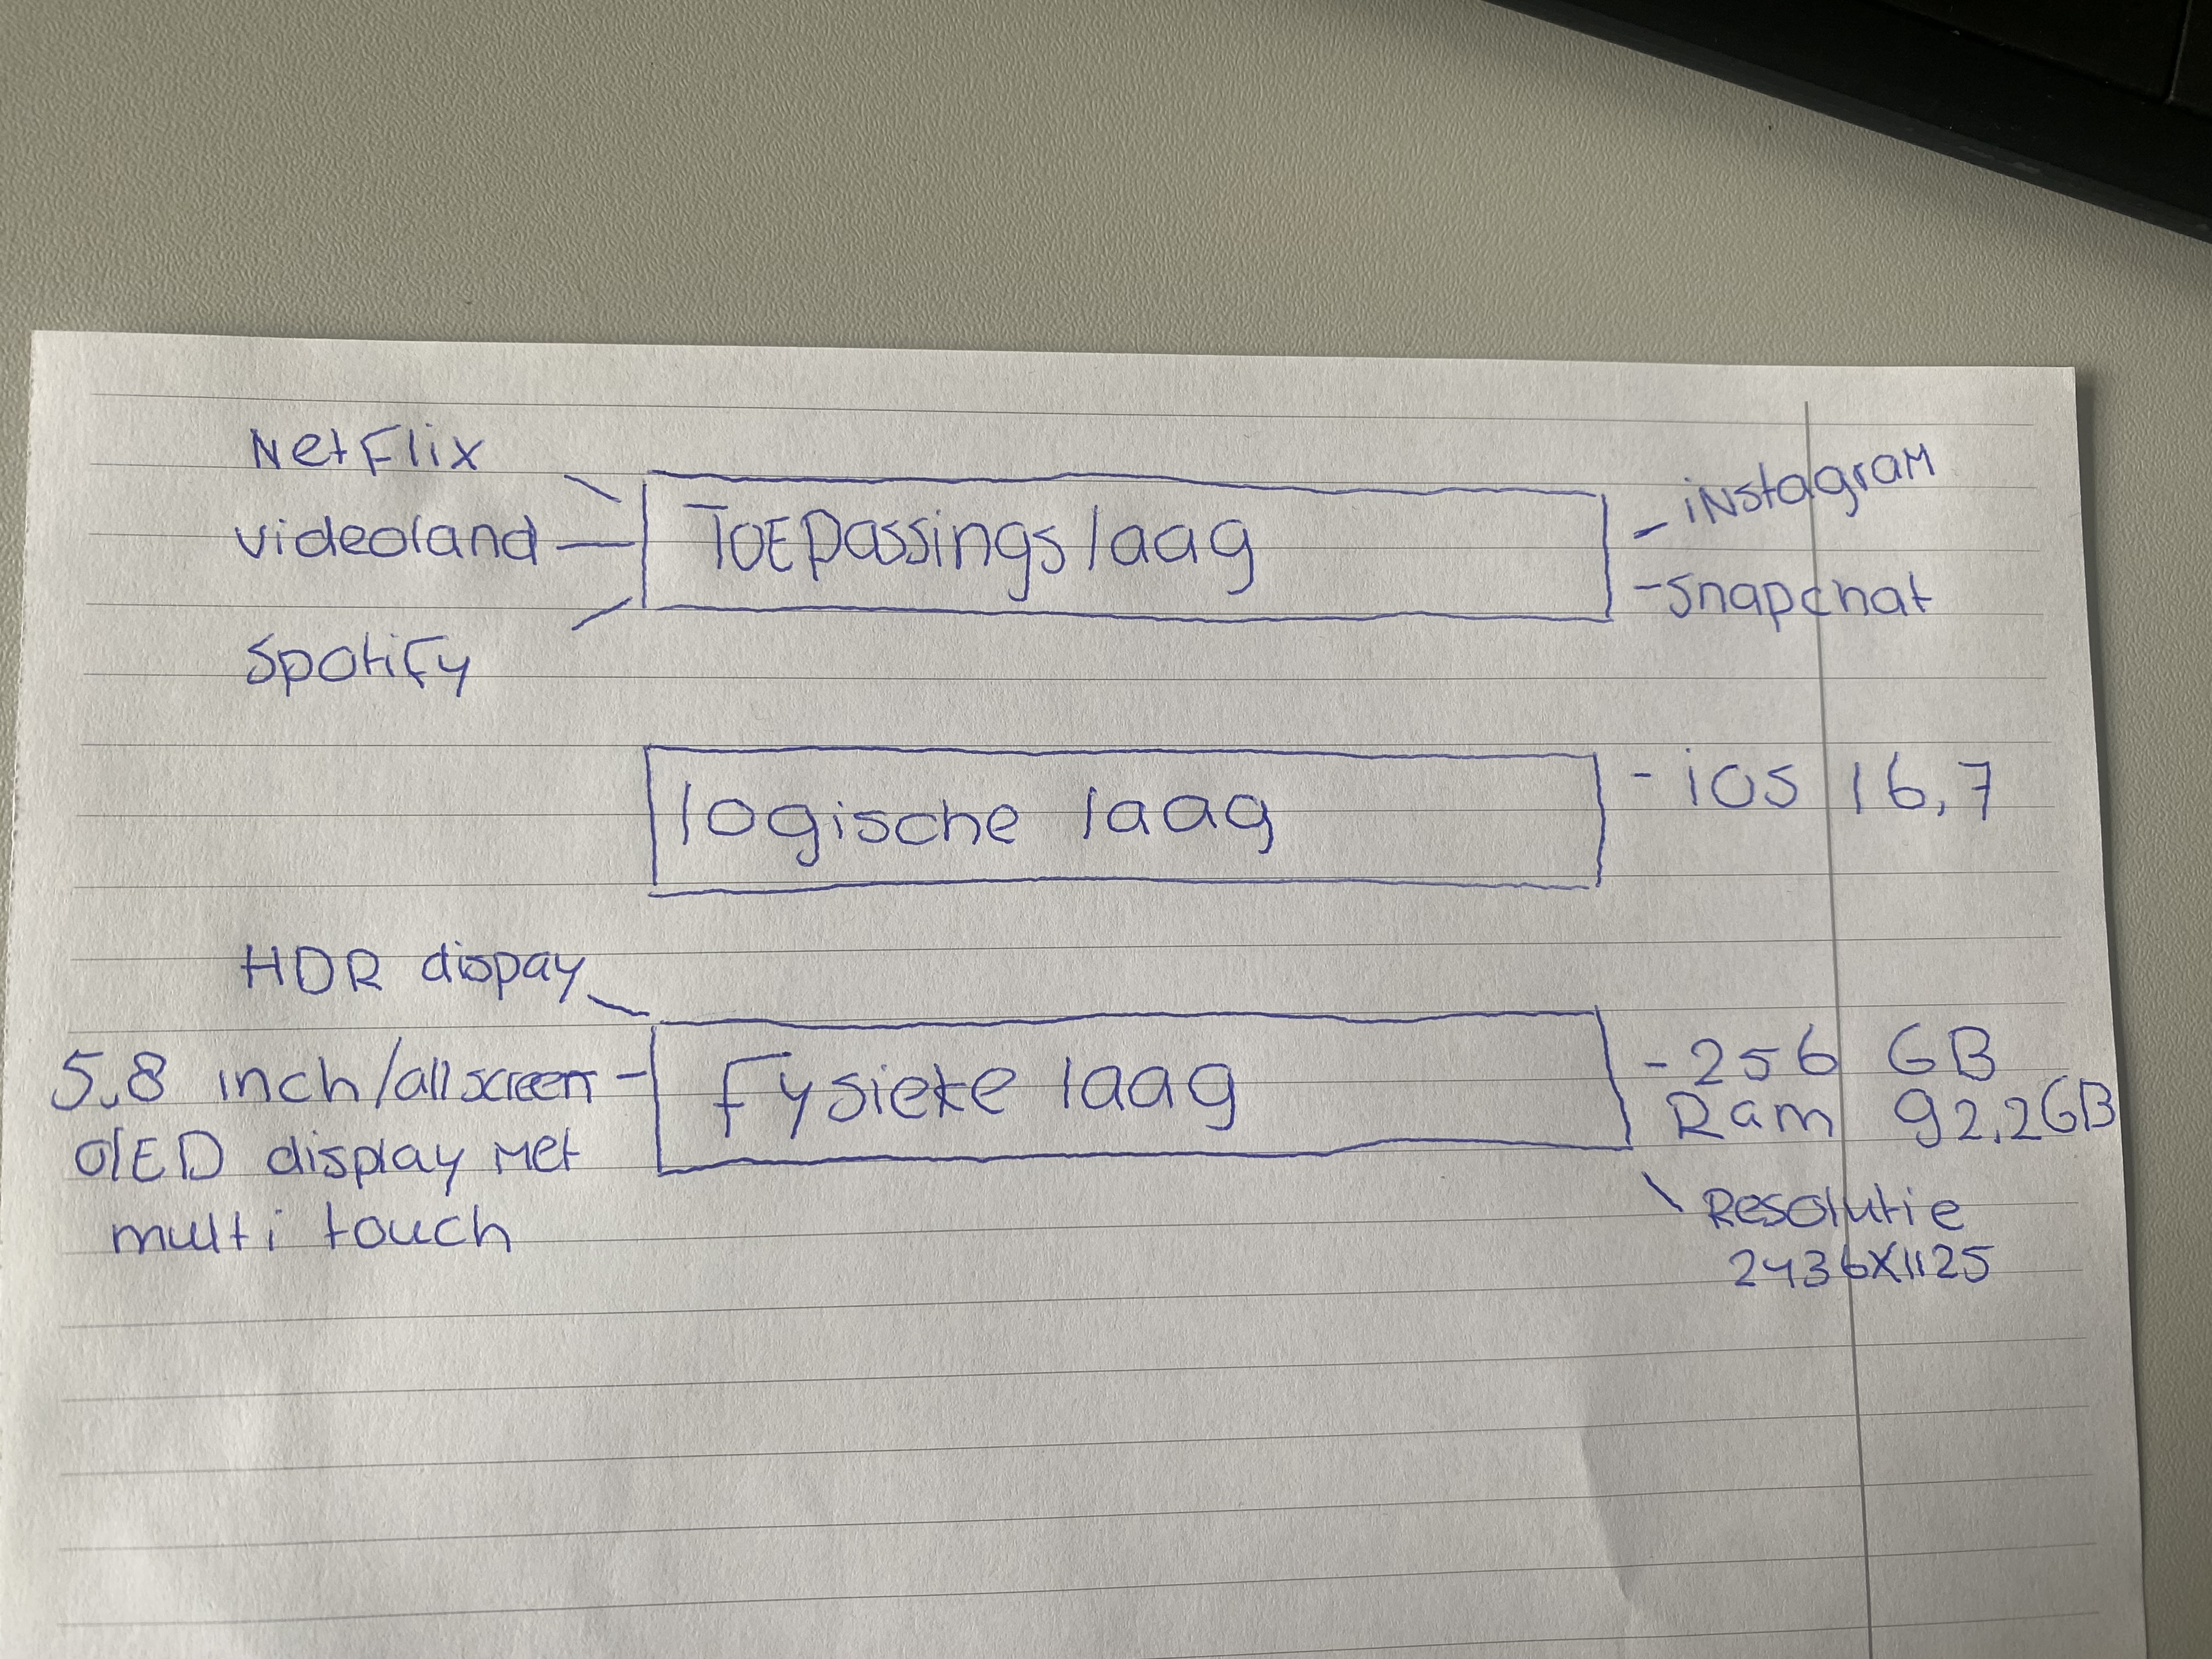 Netflix
videoland
Spotify
Toepassings laag
-instagram
-Snapchat
logische laag
-iOS 16,7
HDR dispay
5,8 inch/all screen
olED display Met
multi touch
Fysieke laag
-256 GB
Ram 92,2GB
Resolutie
2436X1125